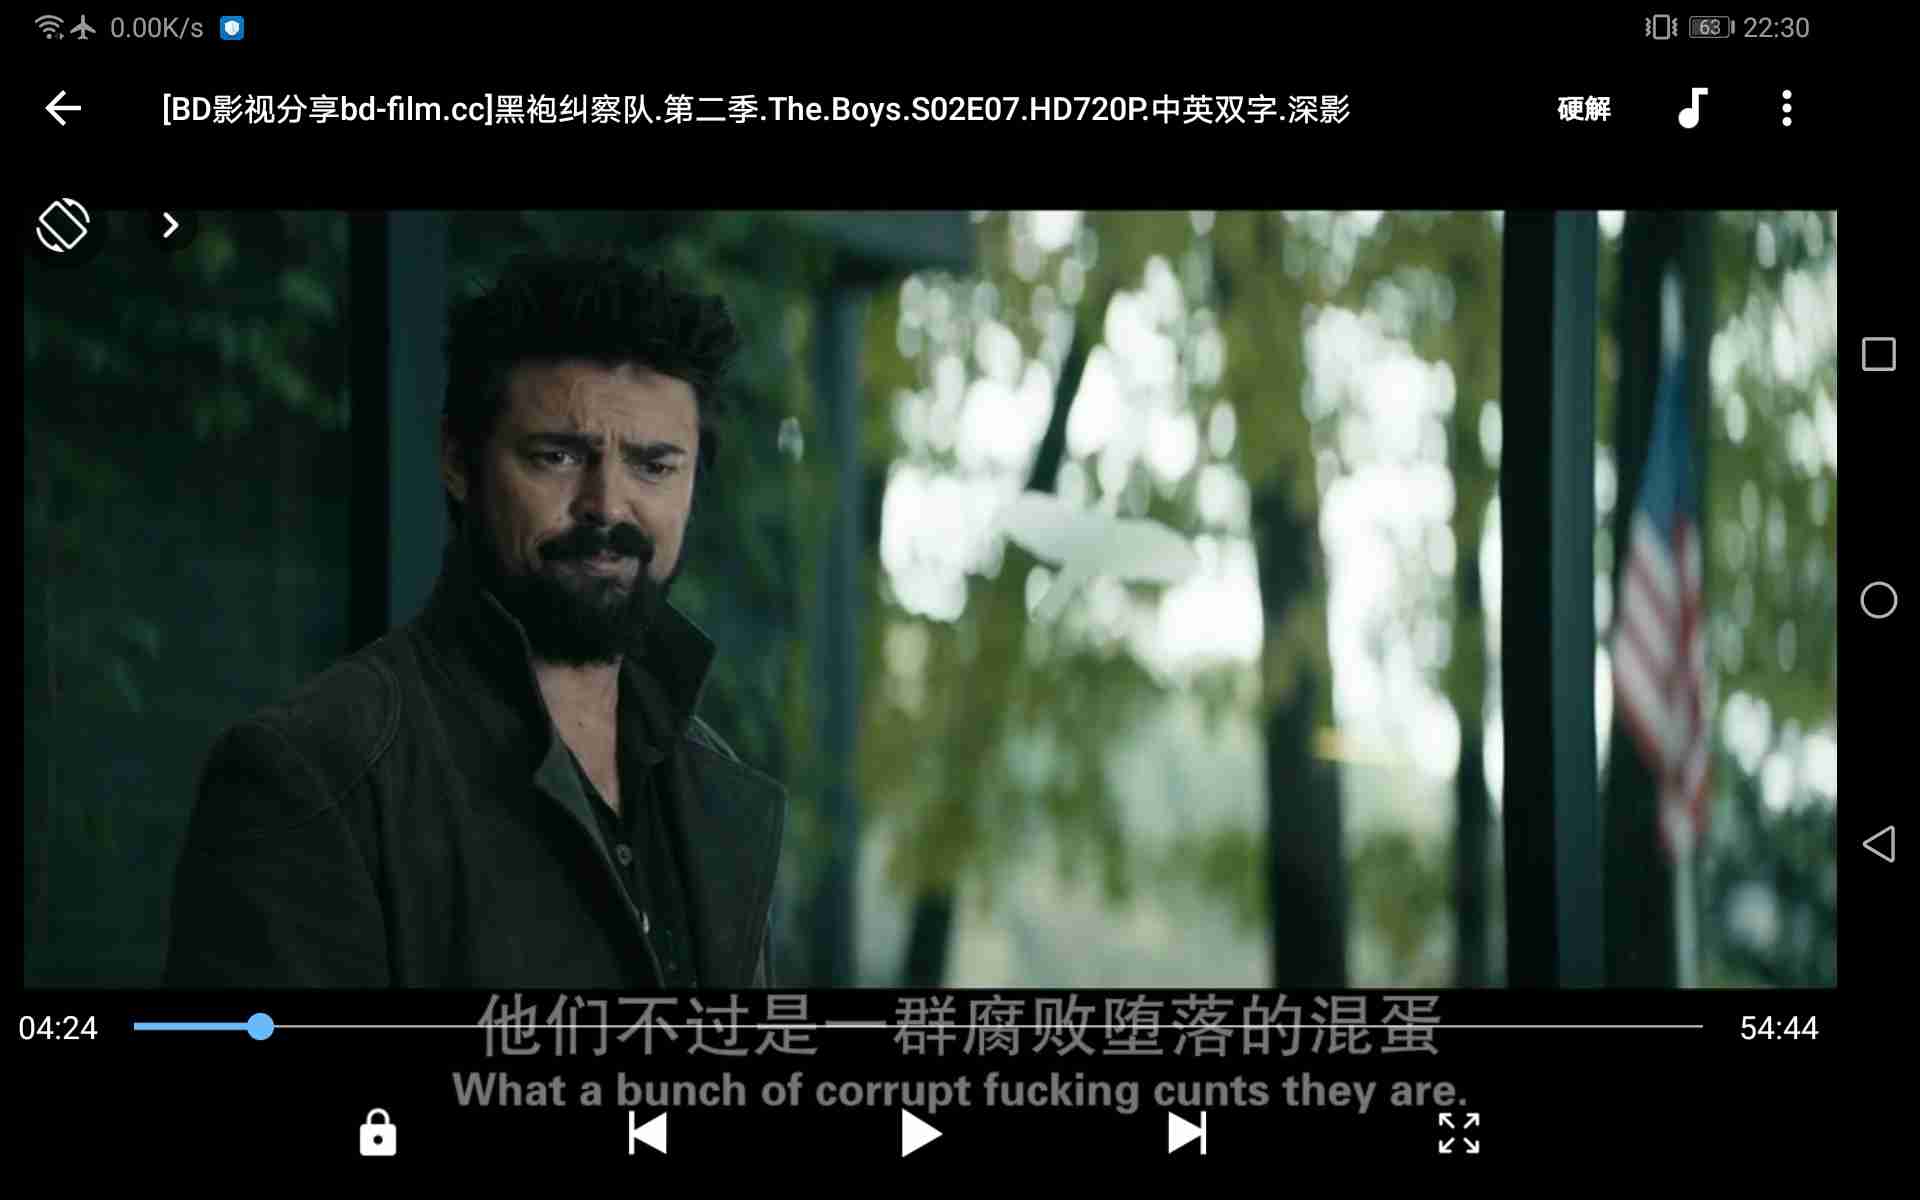 0.00K/s
63 22:30
[BD影视分享bd-film.cc]黑袍纠察队.第二季.The.Boys.S02E07.HD720P.中英双字.深影
硬解
04:24
54:44
他们不过是一群腐败堕落的混蛋
What a bunch of corrupt fucking cunts they are.